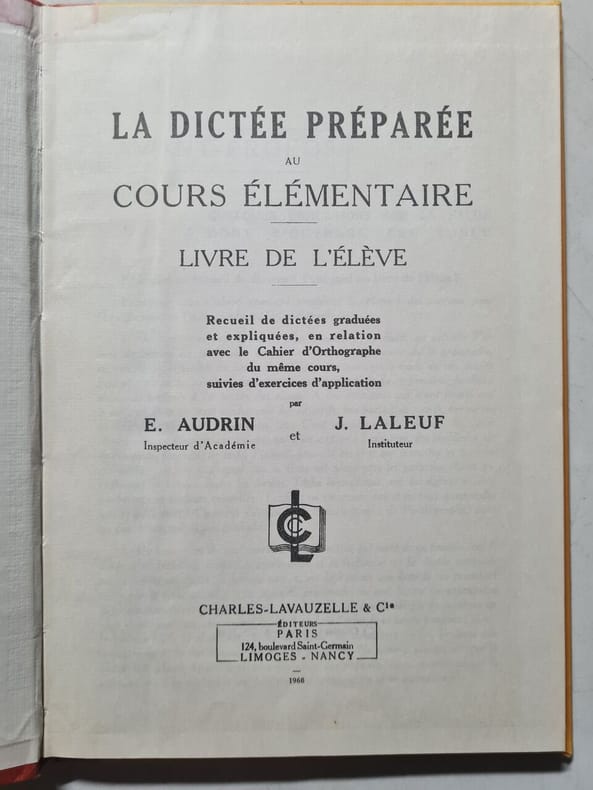 LA DICTÉE PRÉPARÉE
AU
COURS ÉLÉMENTAIRE
LIVRE DE L'ÉLÈVE
Recueil de dictées graduées
et expliquées, en relation
avec le Cahier d'Orthographe
du même cours,
suivies d'exercices d'application
par
E. AUDRIN
Inspecteur d'Académie
et
J. LALEUF
Instituteur
CLC
CHARLES-LAVAUZELLE & Cie
ÉDITEURS
PARIS
124, boulevard Saint-Germain
LIMOGES - NANCY
1966